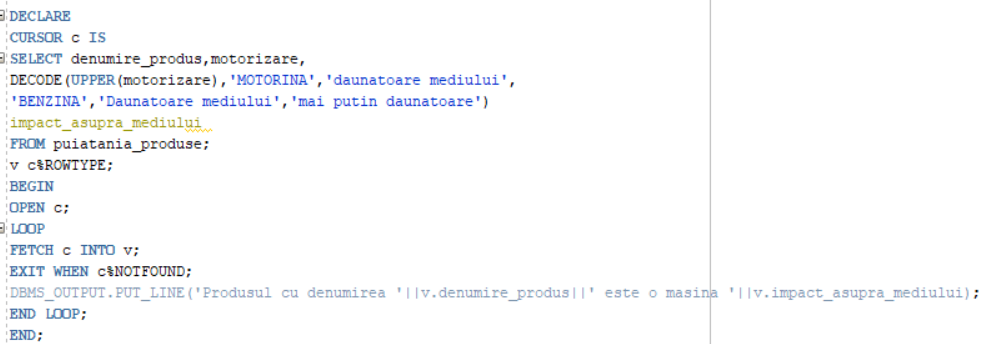 DECLARE
CURSOR c IS
SELECT denumire_produs,motorizare,
DECODE(UPPER(motorizare),'MOTORINA','daunatoare mediului',
'BENZINA','Daunatoare mediului','mai putin daunatoare')
impact_asupra_mediului
FROM puiatania_produse;
v c%ROWTYPE;
BEGIN
OPEN c;
LOOP
FETCH c INTO v;
EXIT WHEN c%NOTFOUND;
DBMS_OUTPUT.PUT_LINE('Produsul cu denumirea '||v.denumire_produs||' este o masina '||v.impact_asupra_mediului);
END LOOP;
END;